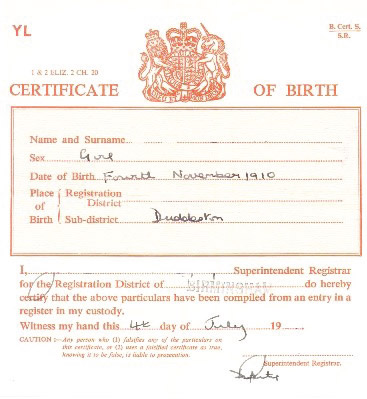 YL
B. Cert. S.
S.R.
1 & 2 ELIZ. 2 CH. 20
CERTIFICATE OF BIRTH
Name and Surname
Sex Girl
Date of Birth Fourth November 1910
Place of Birth
Registration District
Sub-district Duddeston
I, Superintendent Registrar
for the Registration District of BIRMINGHAM do hereby
certify that the above particulars have been compiled from an entry in a
register in my custody.
Witness my hand this 4th day of July 19
CAUTION :— Any person who (1) falsifies any of the particulars on
this certificate, or (2) uses a falsified certificate as true,
knowing it to be false, is liable to prosecution.
Superintendent Registrar.